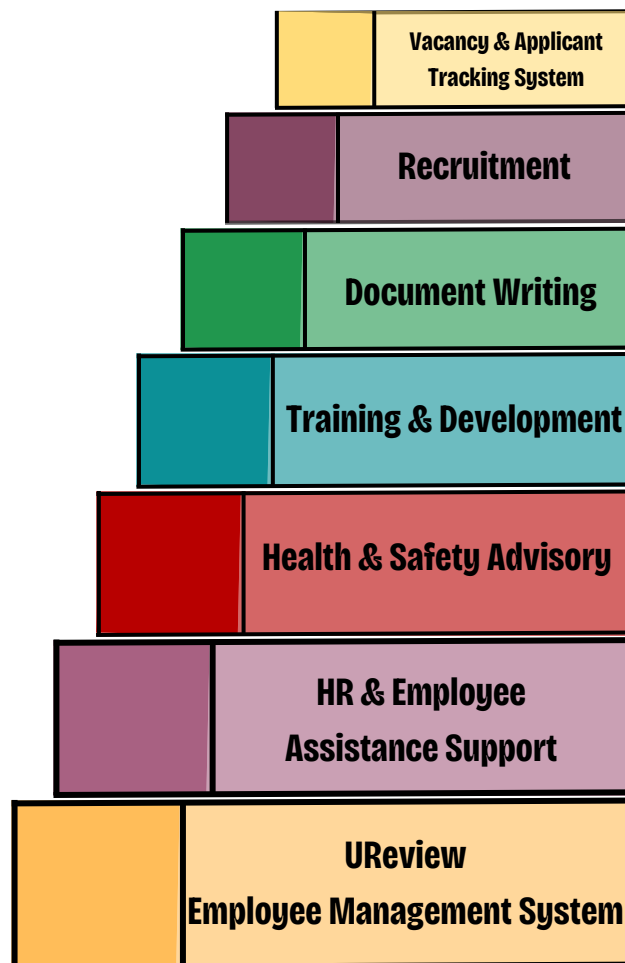 Vacancy & Applicant
Tracking System
Recruitment
Document Writing
Training & Development
Health & Safety Advisory
HR & Employee
Assistance Support
UReview
Employee Management System